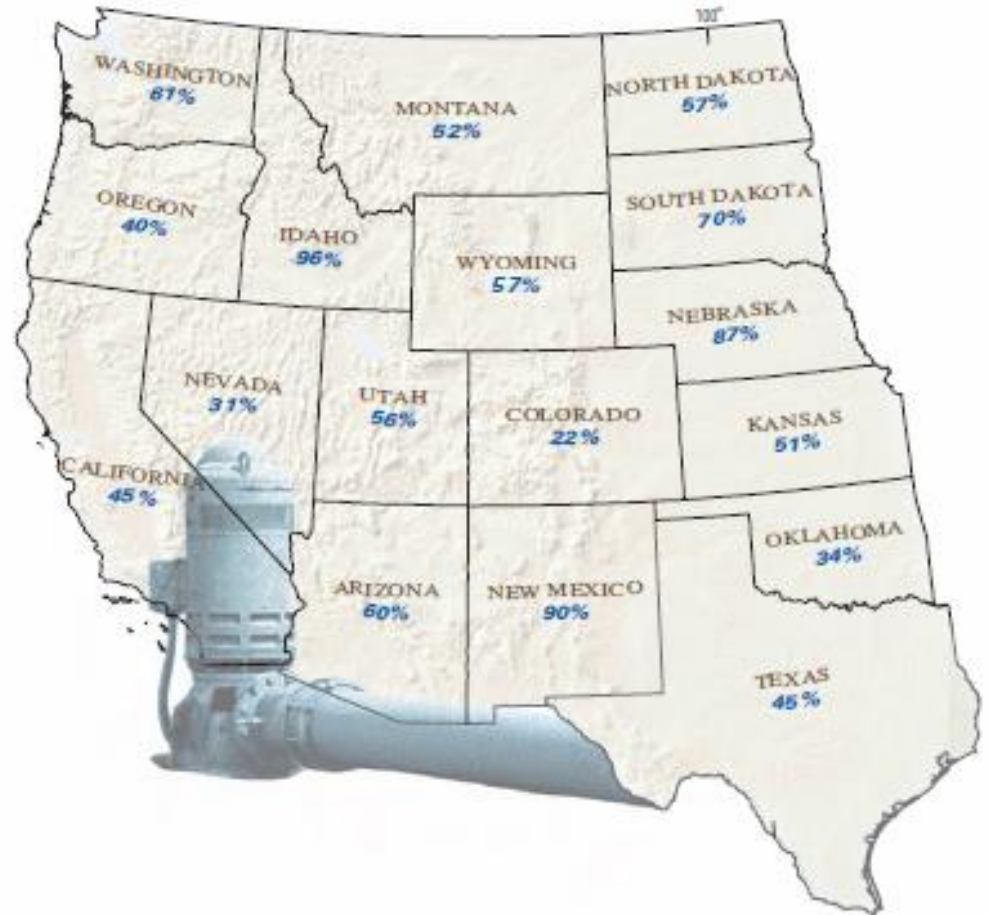 100°
WASHINGTON
61%
MONTANA
52%
NORTH DAKOTA
57%
OREGON
40%
IDAHO
96%
WYOMING
57%
SOUTH DAKOTA
70%
NEBRASKA
87%
NEVADA
31%
UTAH
56%
COLORADO
22%
KANSAS
51%
CALIFORNIA
45%
ARIZONA
60%
NEW MEXICO
90%
OKLAHOMA
34%
TEXAS
45%